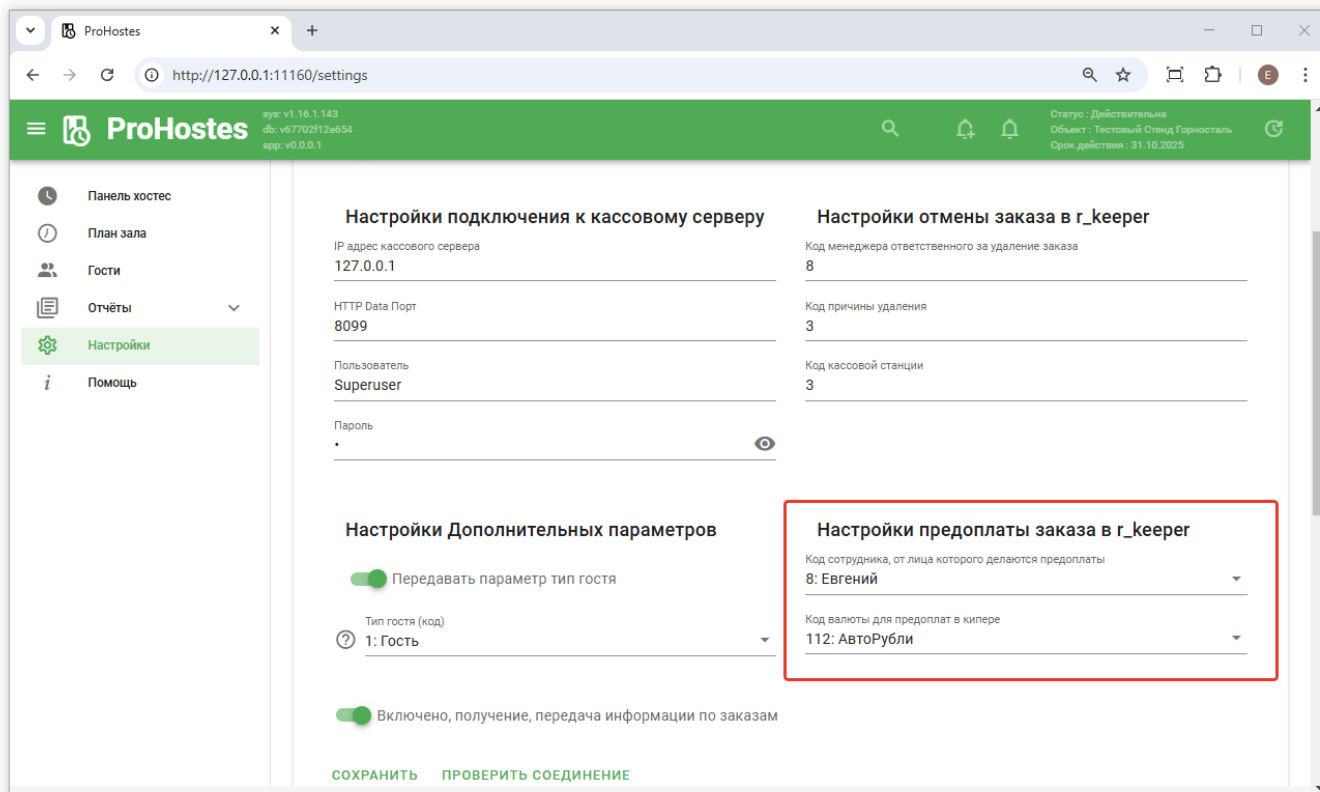 ProHostes
http://127.0.0.1:11160/settings
E
ProHostes
sys: v1.16.1.143
db: v67702f12e654
app: v0.0.0.1
Статус : Действительна
Объект : Тестовый Стенд Горносталь
Срок действия : 31.10.2025
Панель хостес
План зала
Гости
Отчёты
Настройки
Помощь
Настройки подключения к кассовому серверу
IP адрес кассового сервера
127.0.0.1
HTTP Data Порт
8099
Пользователь
Superuser
Пароль
•
Настройки отмены заказа в r_keeper
Код менеджера ответственного за удаление заказа
8
Код причины удаления
3
Код кассовой станции
3
Настройки Дополнительных параметров
Передавать параметр тип гостя
Тип гостя (код)
1: Гость
Настройки предоплаты заказа в r_keeper
Код сотрудника, от лица которого делаются предоплаты
8: Евгений
Код валюты для предоплат в кипере
112: АвтоРубли
Включено, получение, передача информации по заказам
СОХРАНИТЬ ПРОВЕРИТЬ СОЕДИНЕНИЕ